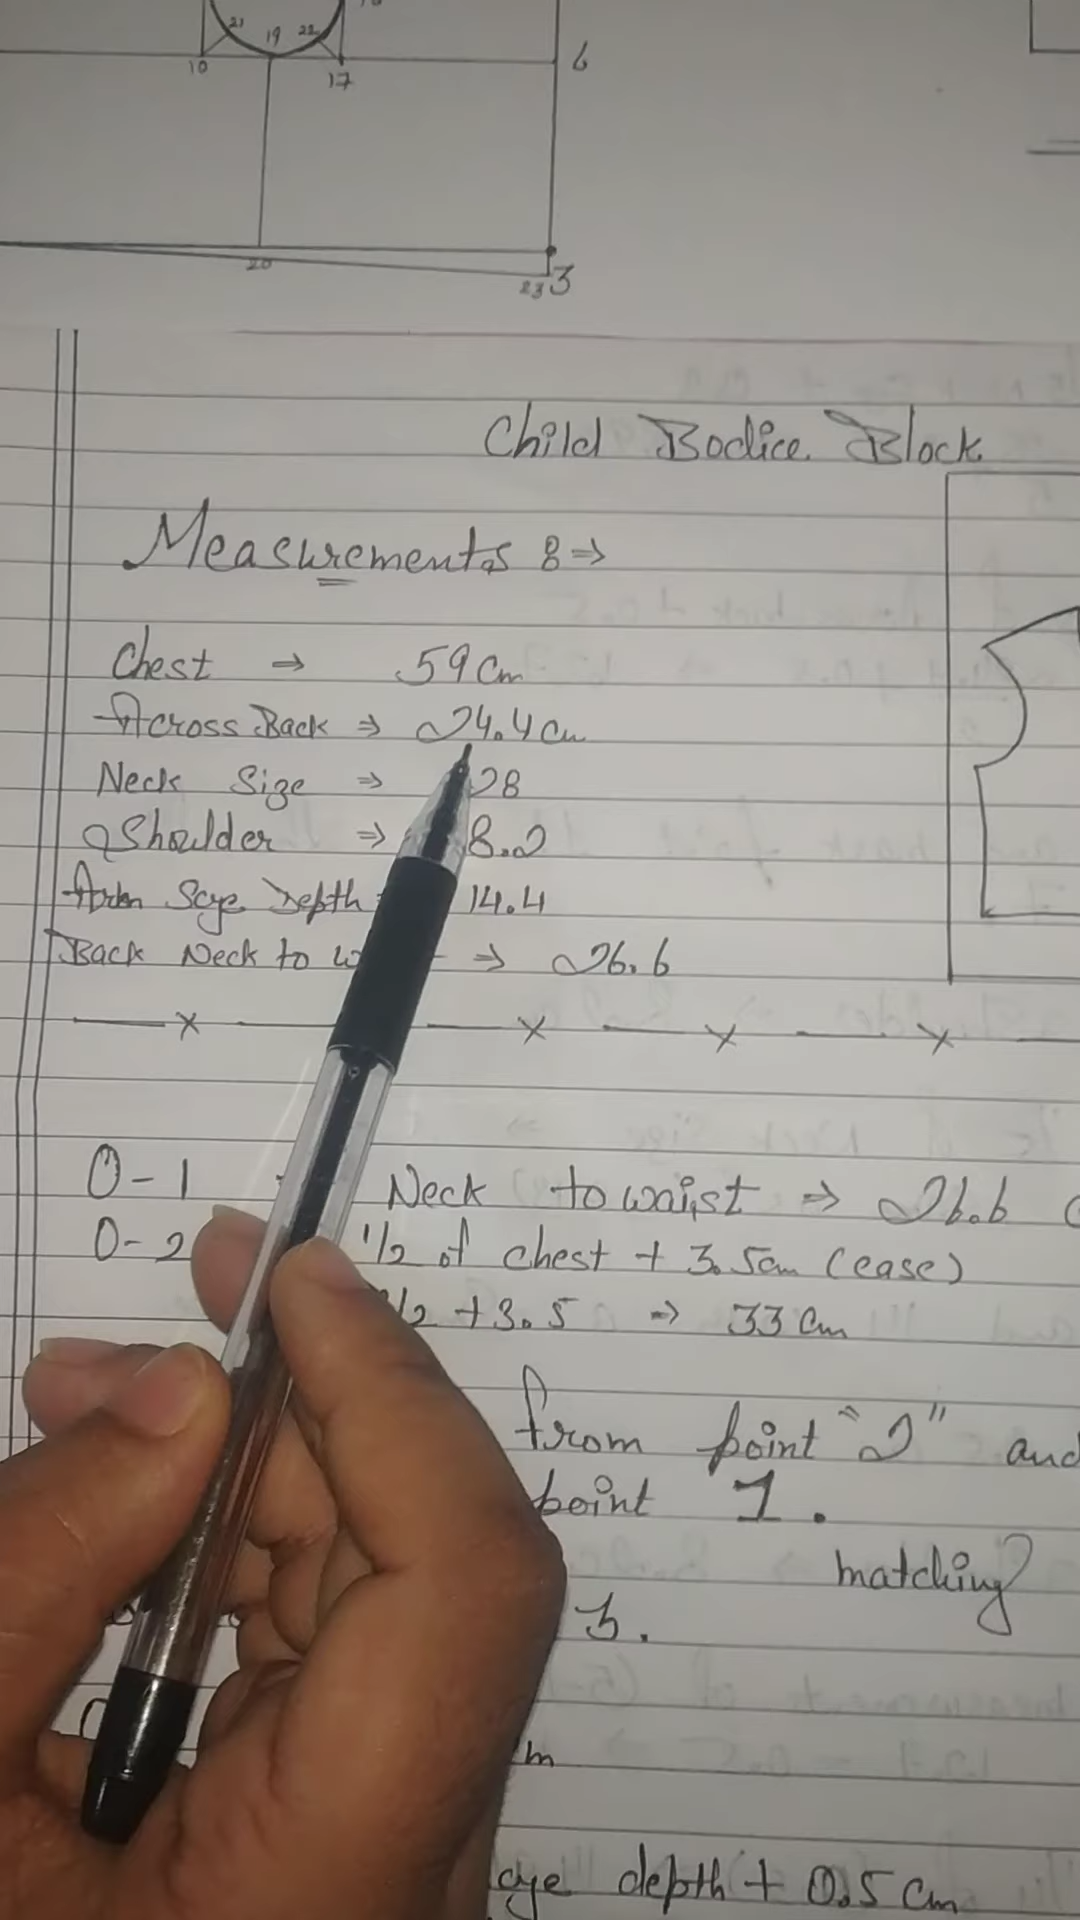 21 19 22
10 17 6
20
23 3
Child Bodice Block
Measurements :⇒
Chest → 59 cm
Across Back ⇒ 24.4 cm
Neck Size ⇒ 28
Shoulder ⇒ 8.2
Arm Scye Depth 14.4
Back Neck to ⇒ 26.6
0-1 Neck to waist ⇒ 26.6
0-2 1/2 of chest + 3.5cm (ease)
/2 + 3.5 ⇒ 33 cm
from point "2" and
point 1.
matching
3.
m
depth + 0.5 cm